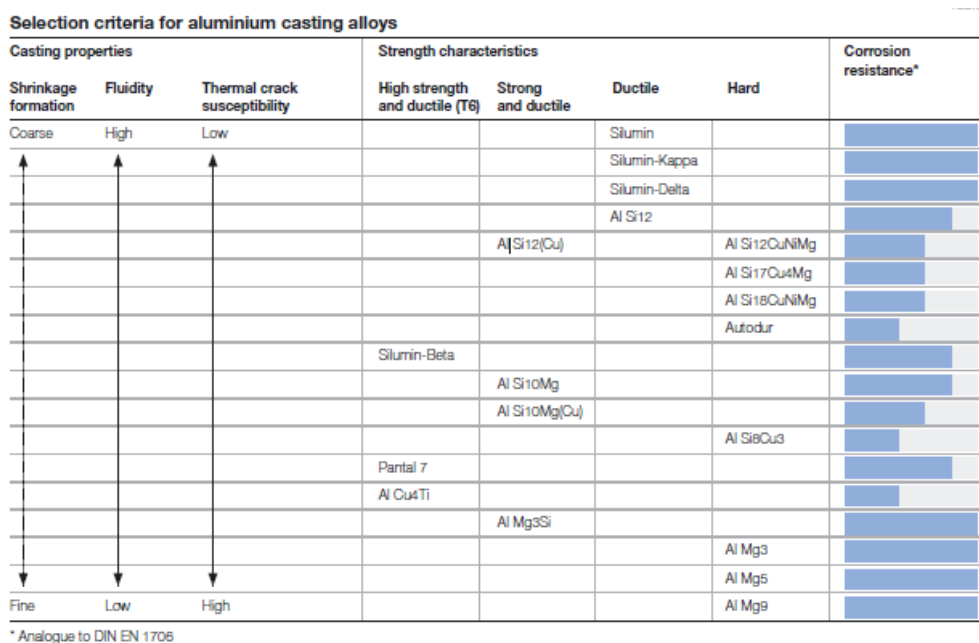 Selection criteria for aluminium casting alloys
Casting properties Strength characteristics Corrosion resistance*
Shrinkage formation Fluidity Thermal crack susceptibility High strength and ductile (T6) Strong and ductile Ductile Hard
Coarse High Low Silumin
Silumin-Kappa
Silumin-Delta
Al Si12
Al Si12(Cu) Al Si12CuNiMg
Al Si17Cu4Mg
Al Si18CuNiMg
Autodur
Silumin-Beta
Al Si10Mg
Al Si10Mg(Cu)
Al Si8Cu3
Pantal 7
Al Cu4Ti
Al Mg3Si
Al Mg3
Al Mg5
Fine Low High Al Mg9
* Analogue to DIN EN 1706